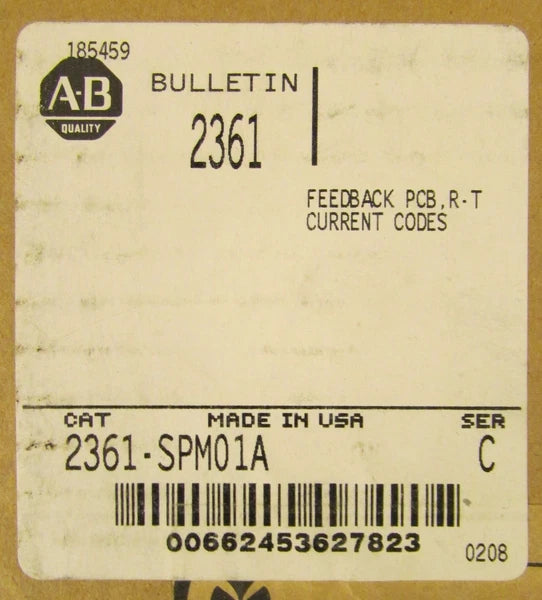 185459
A-B
QUALITY
BULLETIN
2361
FEEDBACK PCB,R-T
CURRENT CODES
CAT MADE IN USA SER
2361-SPM01A C
00662453627823
0208